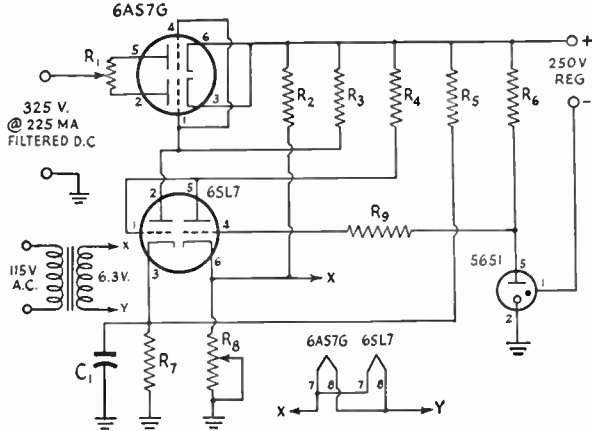 6AS7G
4
6
5
2
3
1
R1
325 V.
@ 225 MA
FILTERED D.C
R2
R3
R4
R5
R6
+
250V
REG
-
2
5
6SL7
1
4
3
6
R9
X
5651
5
1
2
115V
A.C.
6.3V.
X
Y
C1
R7
R8
6AS7G 6SL7
7 8 7 8
X
Y